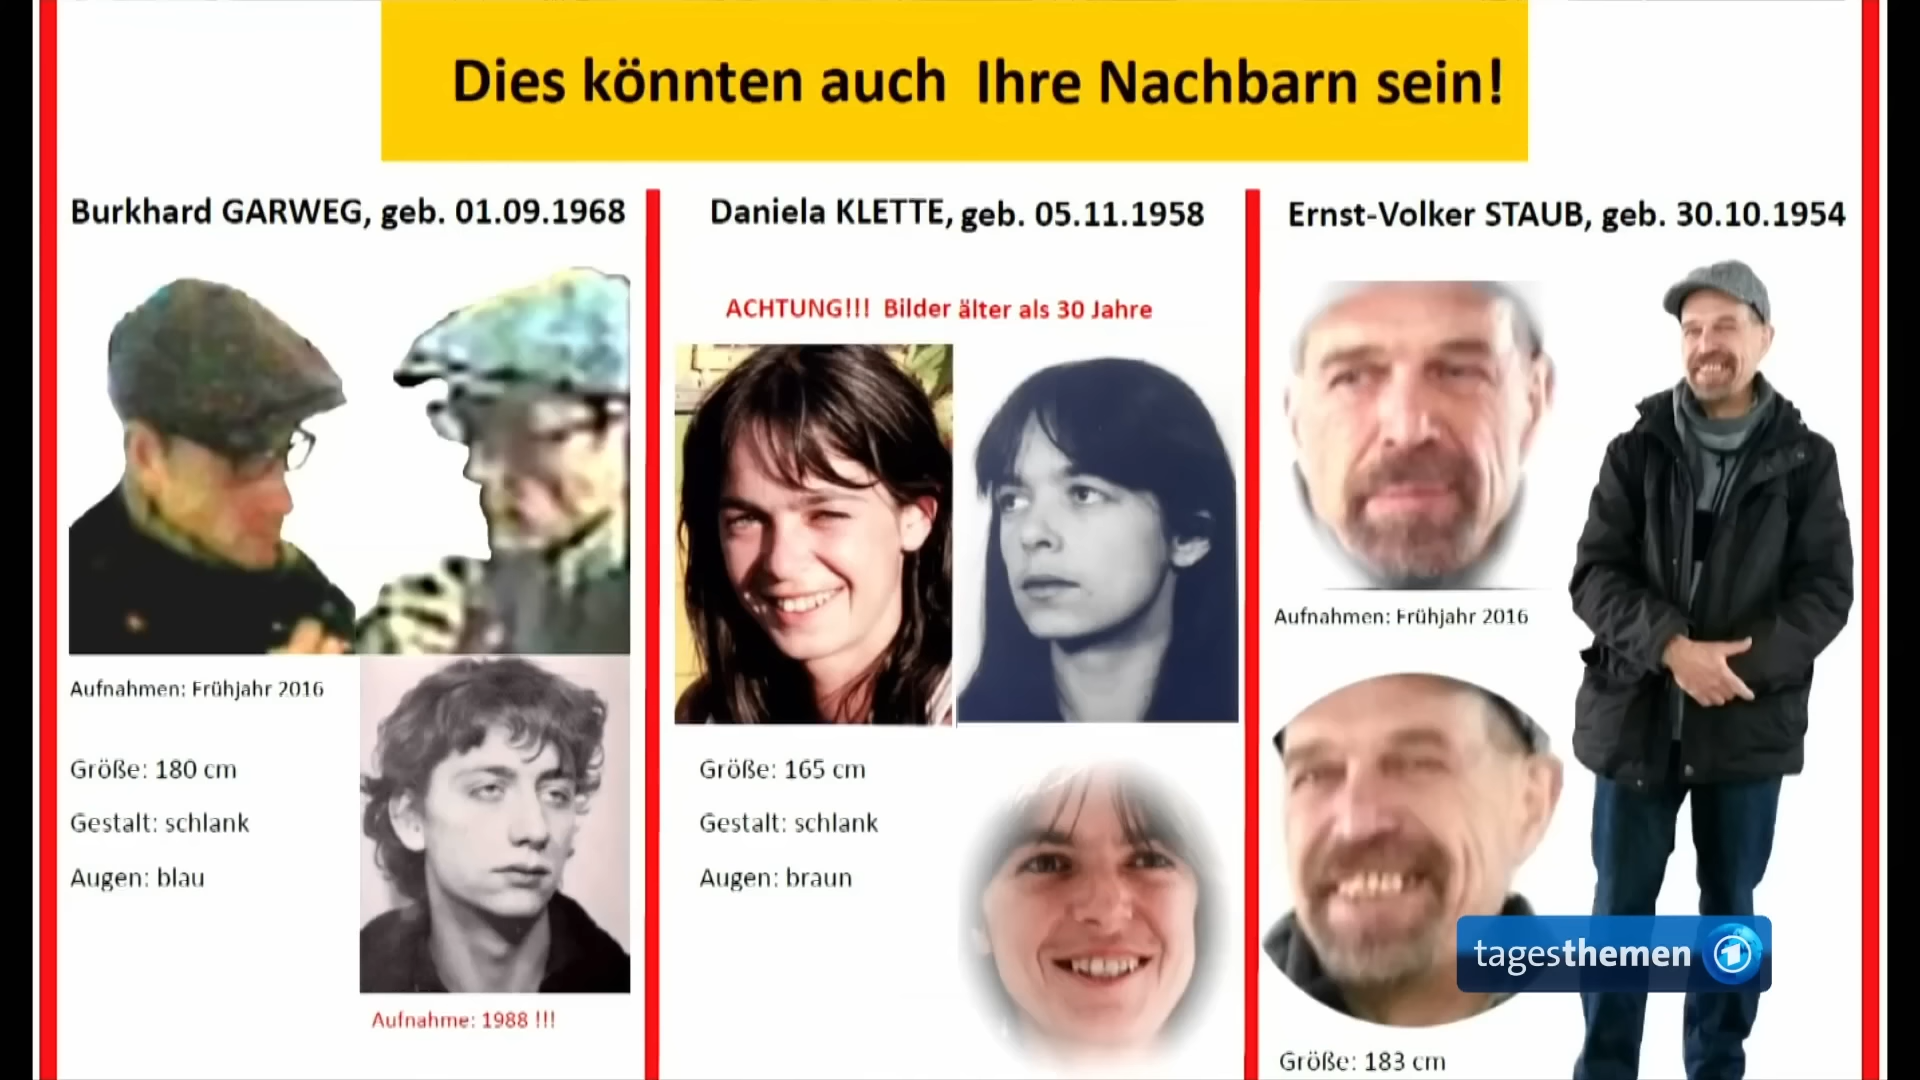 Dies könnten auch Ihre Nachbarn sein!
Burkhard GARWEG, geb. 01.09.1968
Aufnahmen: Frühjahr 2016
Größe: 180 cm
Gestalt: schlank
Augen: blau
Aufnahme: 1988 !!!
Daniela KLETTE, geb. 05.11.1958
ACHTUNG!!! Bilder älter als 30 Jahre
Größe: 165 cm
Gestalt: schlank
Augen: braun
Ernst-Volker STAUB, geb. 30.10.1954
Aufnahmen: Frühjahr 2016
Größe: 183 cm
tagesthemen 1